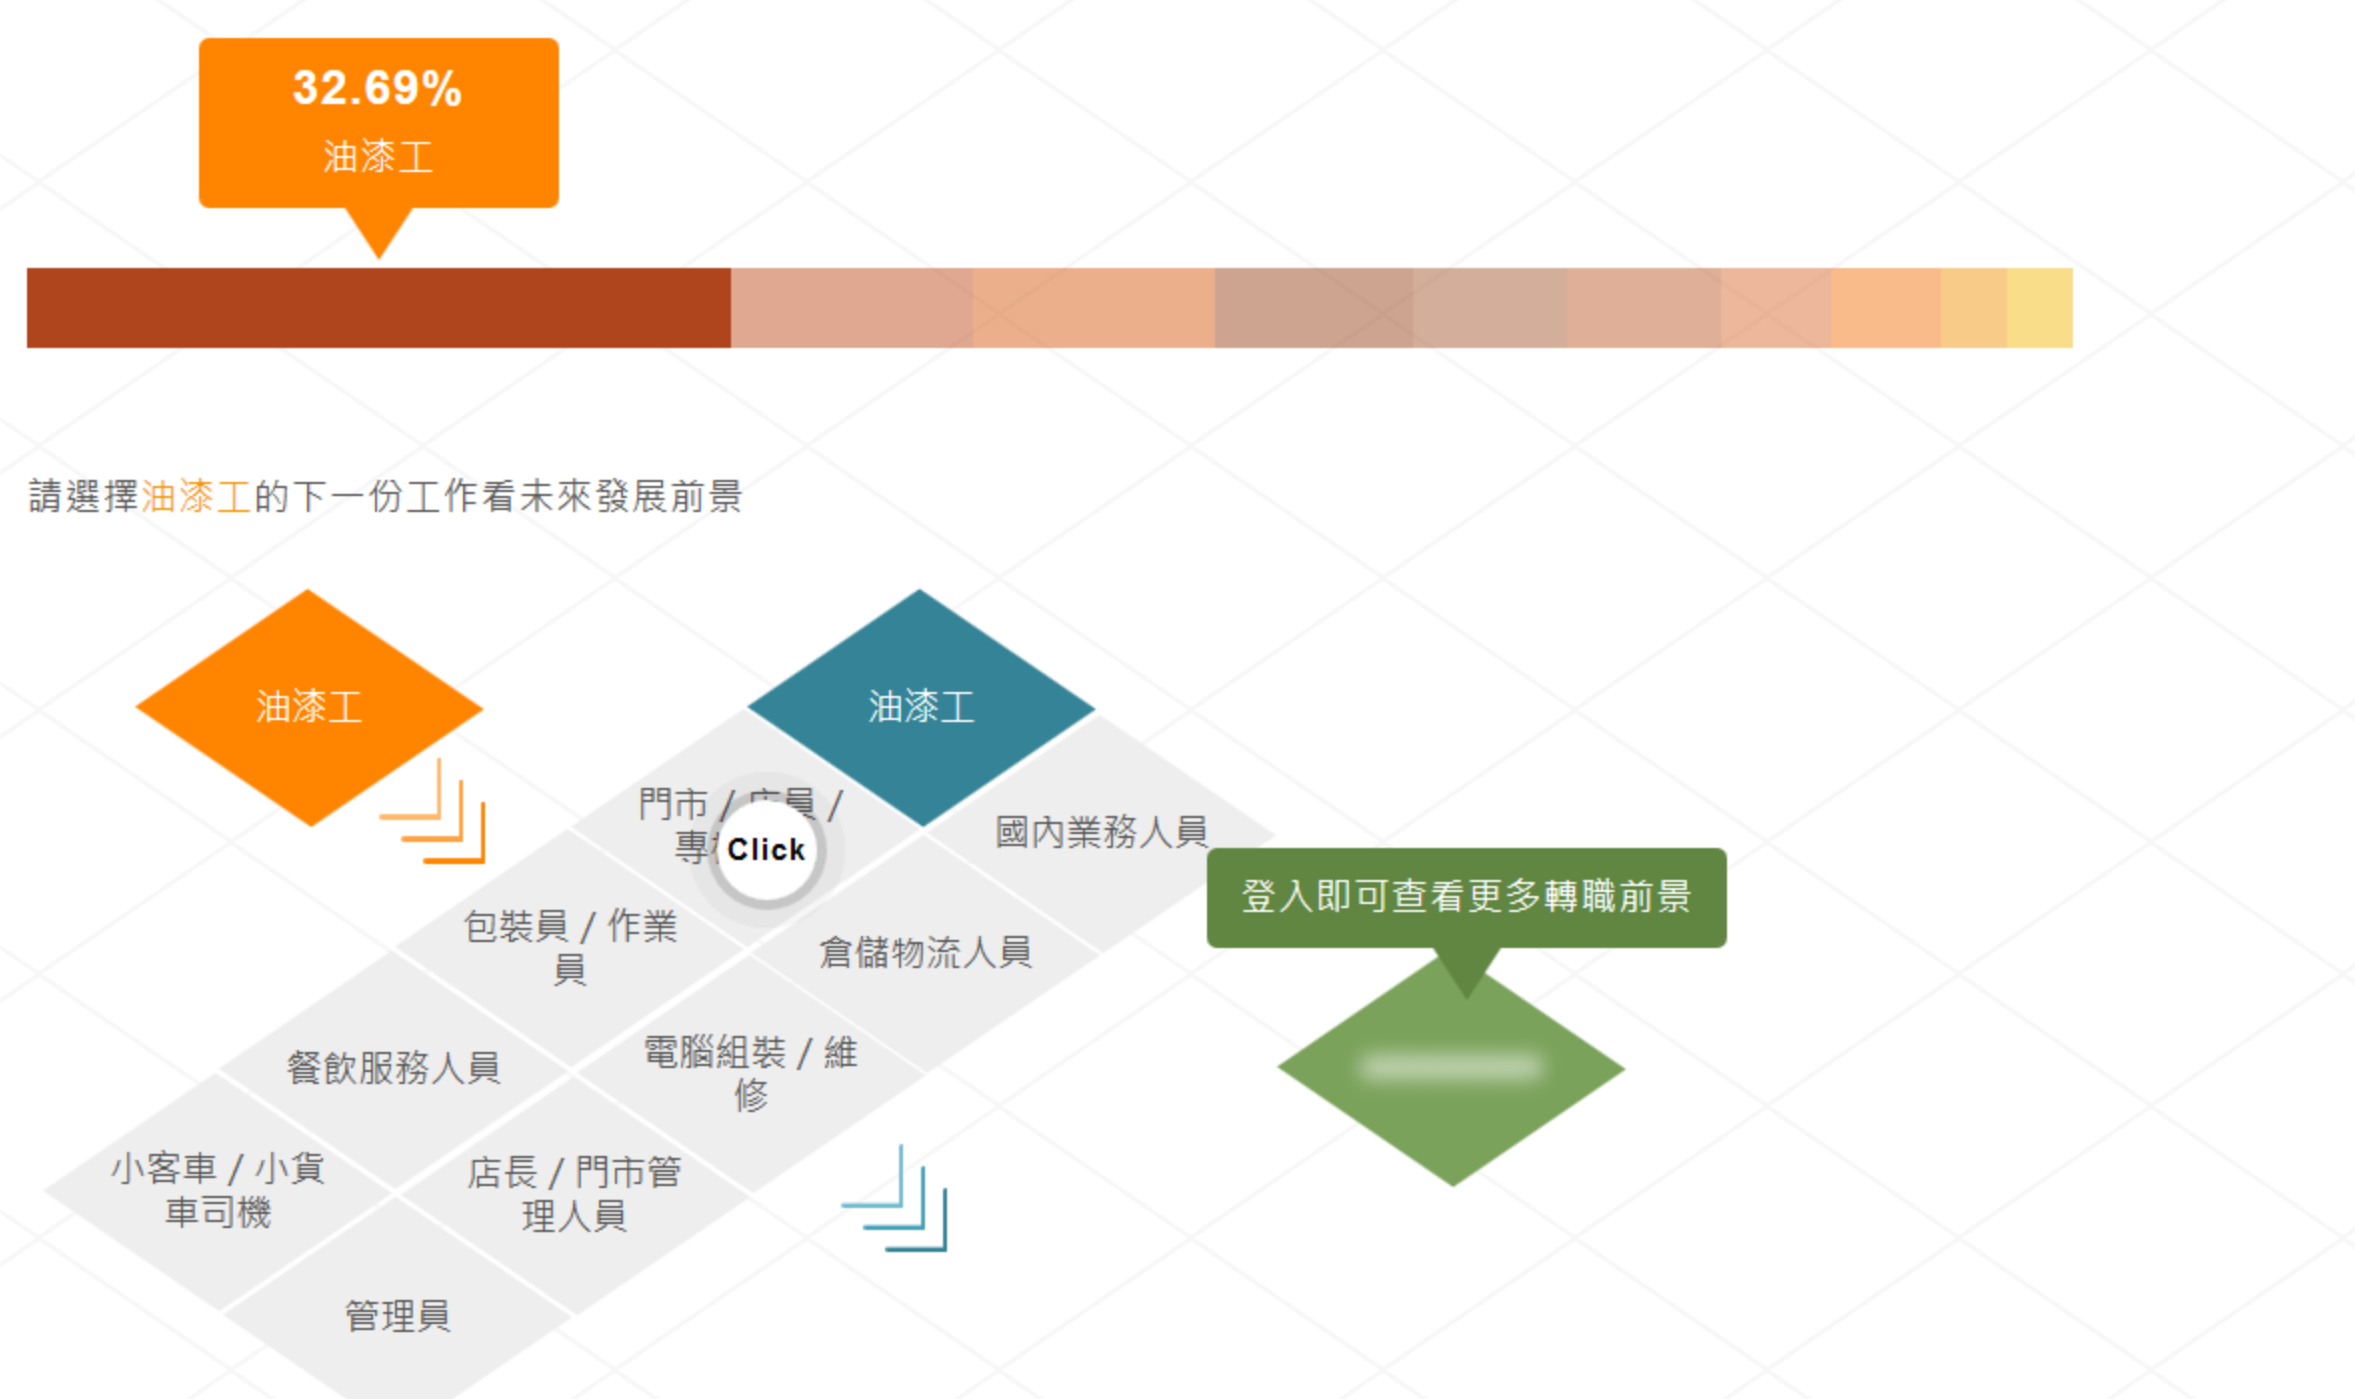 32.69%
油漆工
請選擇油漆工的下一份工作看未來發展前景
油漆工
油漆工
門市 / 店員 /
專
Click
國內業務人員
登入即可查看更多轉職前景
包裝員 / 作業
員
倉儲物流人員
餐飲服務人員
電腦組裝 / 維
修
小客車 / 小貨
車司機
店長 / 門市管
理人員
管理員